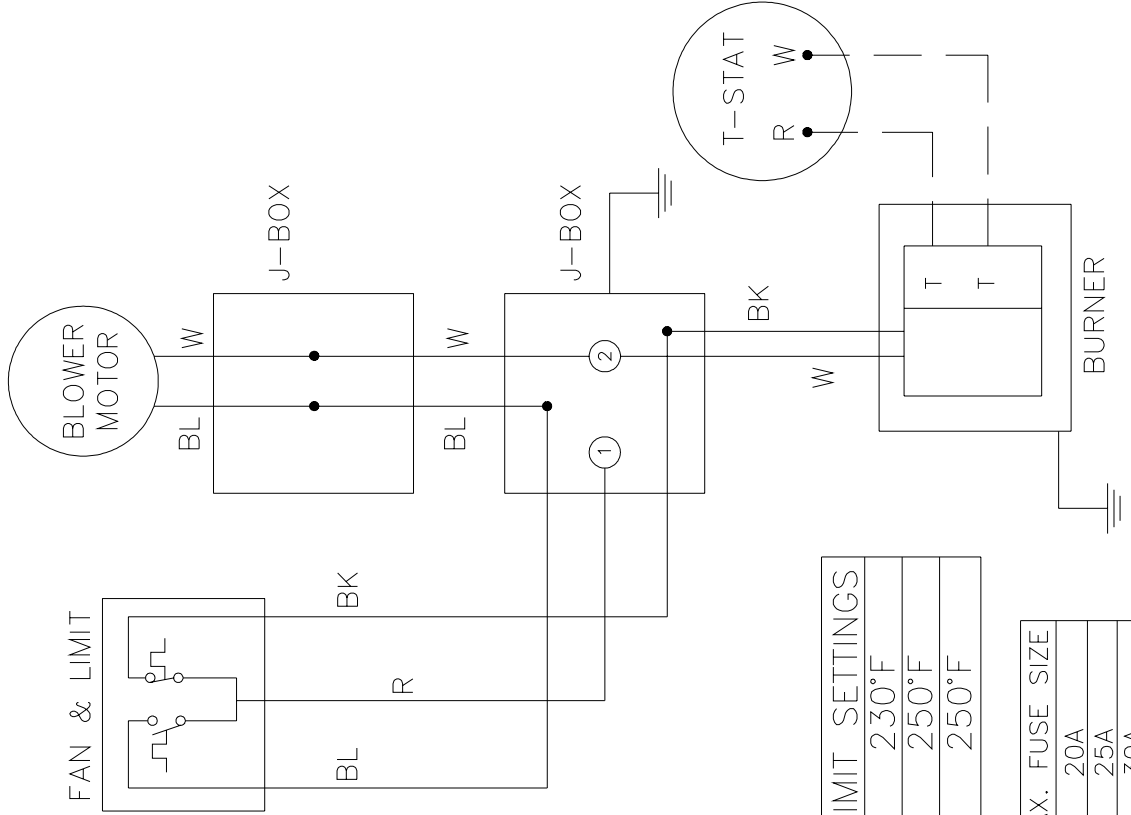 BLOWER
MOTOR
BL
W
J-BOX
BL
W
J-BOX
1
2
FAN & LIMIT
BL
R
BK
W
BK
T-STAT
R
W
T
T
BURNER
IMIT SETTINGS
230°F
250°F
250°F
X. FUSE SIZE
20A
25A